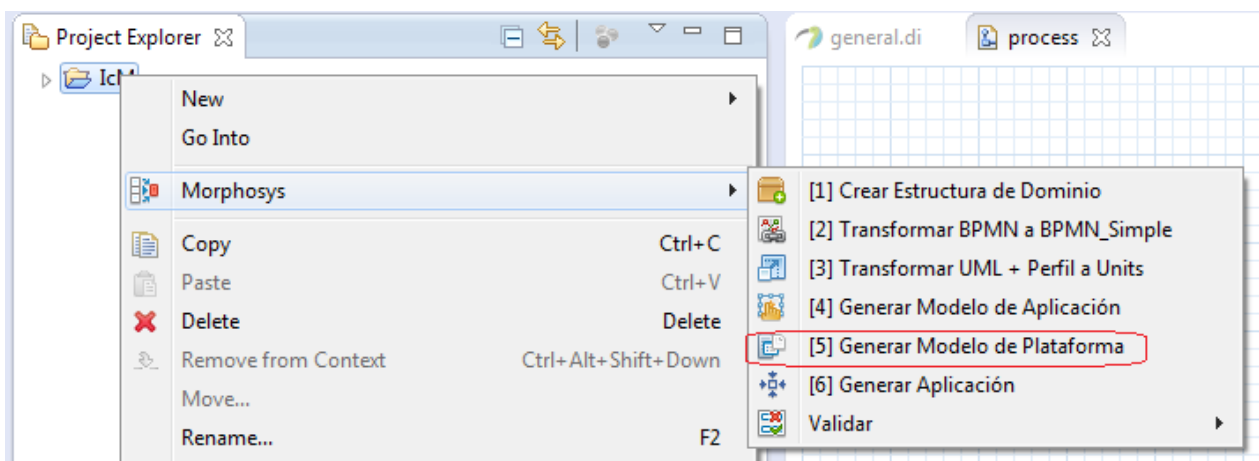 Project Explorer
general.di
process
IcM
New
Go Into
Morphosys
Copy Ctrl+C
Paste Ctrl+V
Delete Delete
Remove from Context Ctrl+Alt+Shift+Down
Move...
Rename... F2
[1] Crear Estructura de Dominio
[2] Transformar BPMN a BPMN_Simple
[3] Transformar UML + Perfil a Units
[4] Generar Modelo de Aplicación
[5] Generar Modelo de Plataforma
[6] Generar Aplicación
Validar